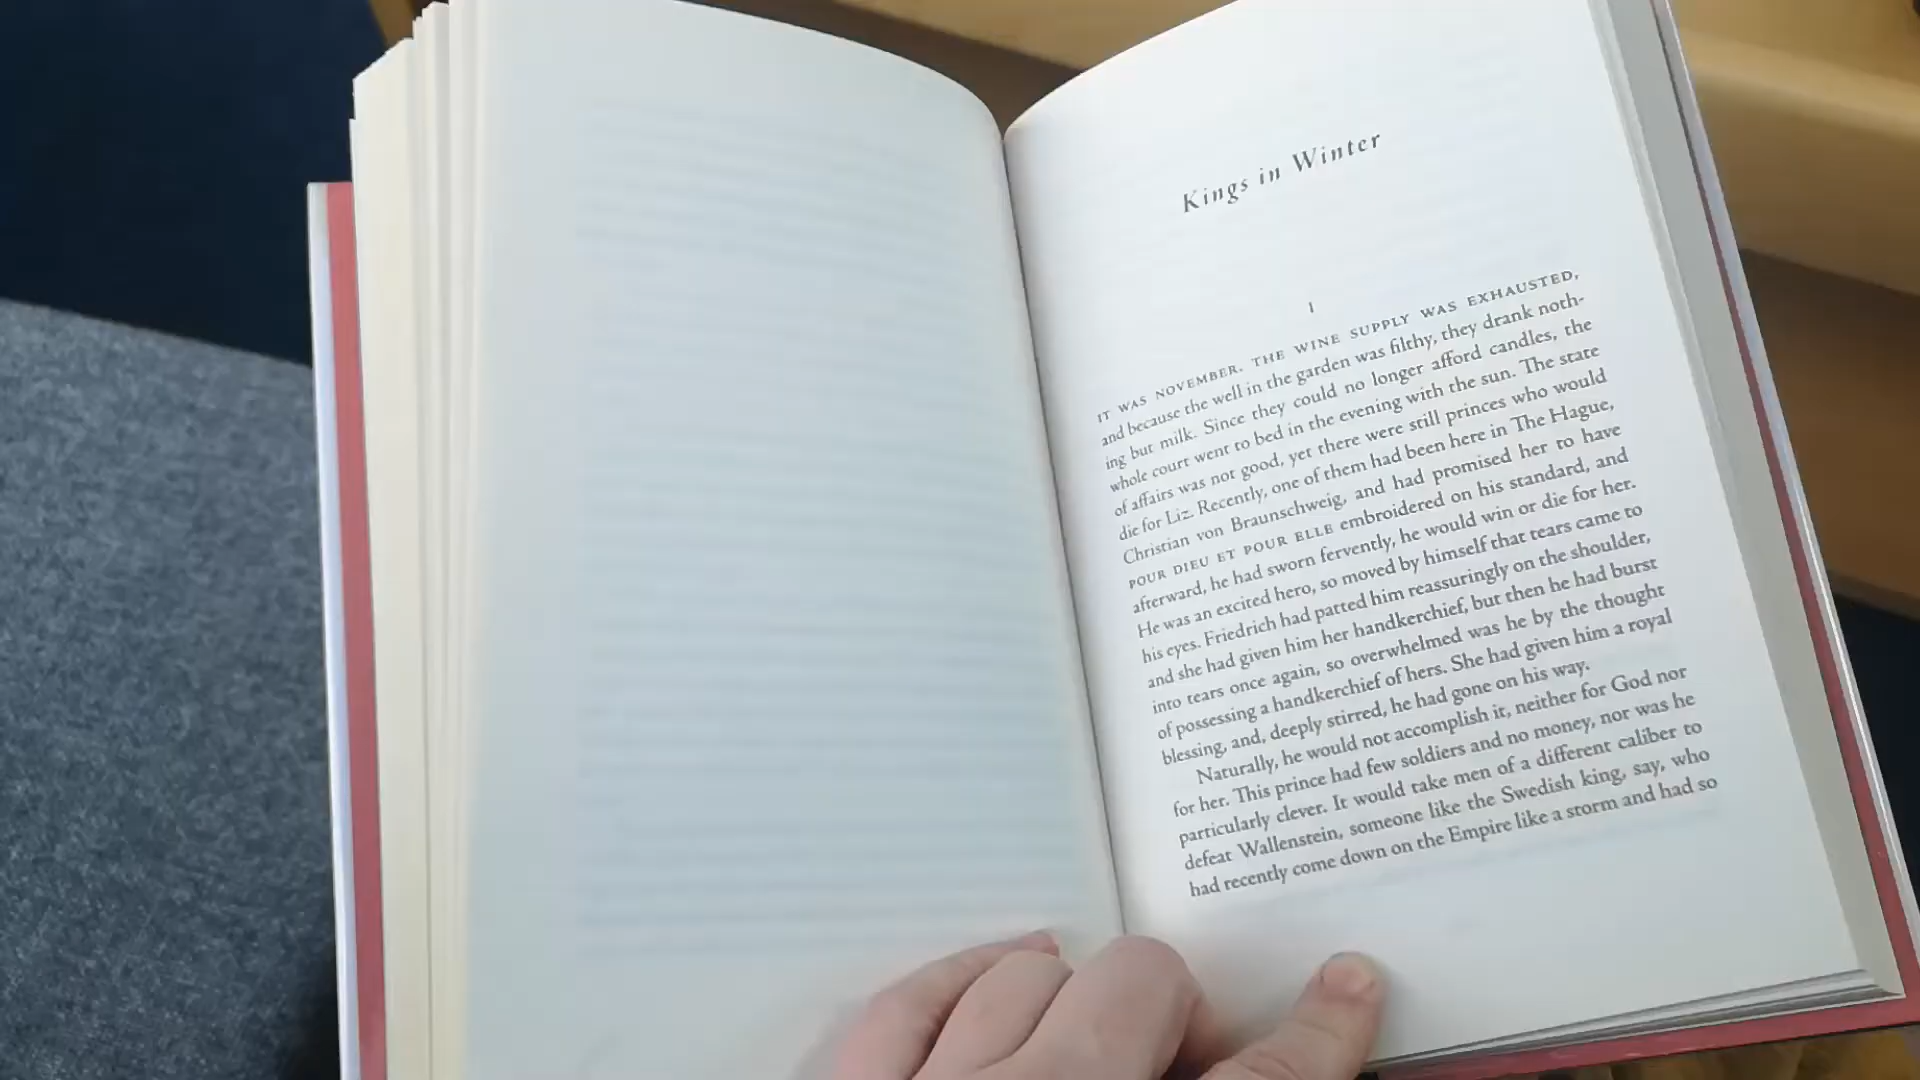 Kings in Winter
I
IT WAS NOVEMBER. THE WINE SUPPLY WAS EXHAUSTED,
and because the well in the garden was filthy, they drank noth-
ing but milk. Since they could no longer afford candles, the
whole court went to bed in the evening with the sun. The state
of affairs was not good, yet there were still princes who would
die for Liz. Recently, one of them had been here in The Hague,
Christian von Braunschweig, and had promised her to have
POUR DIEU ET POUR ELLE embroidered on his standard, and
afterward, he had sworn fervently, he would win or die for her.
He was an excited hero, so moved by himself that tears came to
his eyes. Friedrich had patted him reassuringly on the shoulder,
and she had given him her handkerchief, but then he had burst
into tears once again, so overwhelmed was he by the thought
of possessing a handkerchief of hers. She had given him a royal
blessing, and, deeply stirred, he had gone on his way.
Naturally, he would not accomplish it, neither for God nor
for her. This prince had few soldiers and no money, nor was he
particularly clever. It would take men of a different caliber to
defeat Wallenstein, someone like the Swedish king, say, who
had recently come down on the Empire like a storm and had so